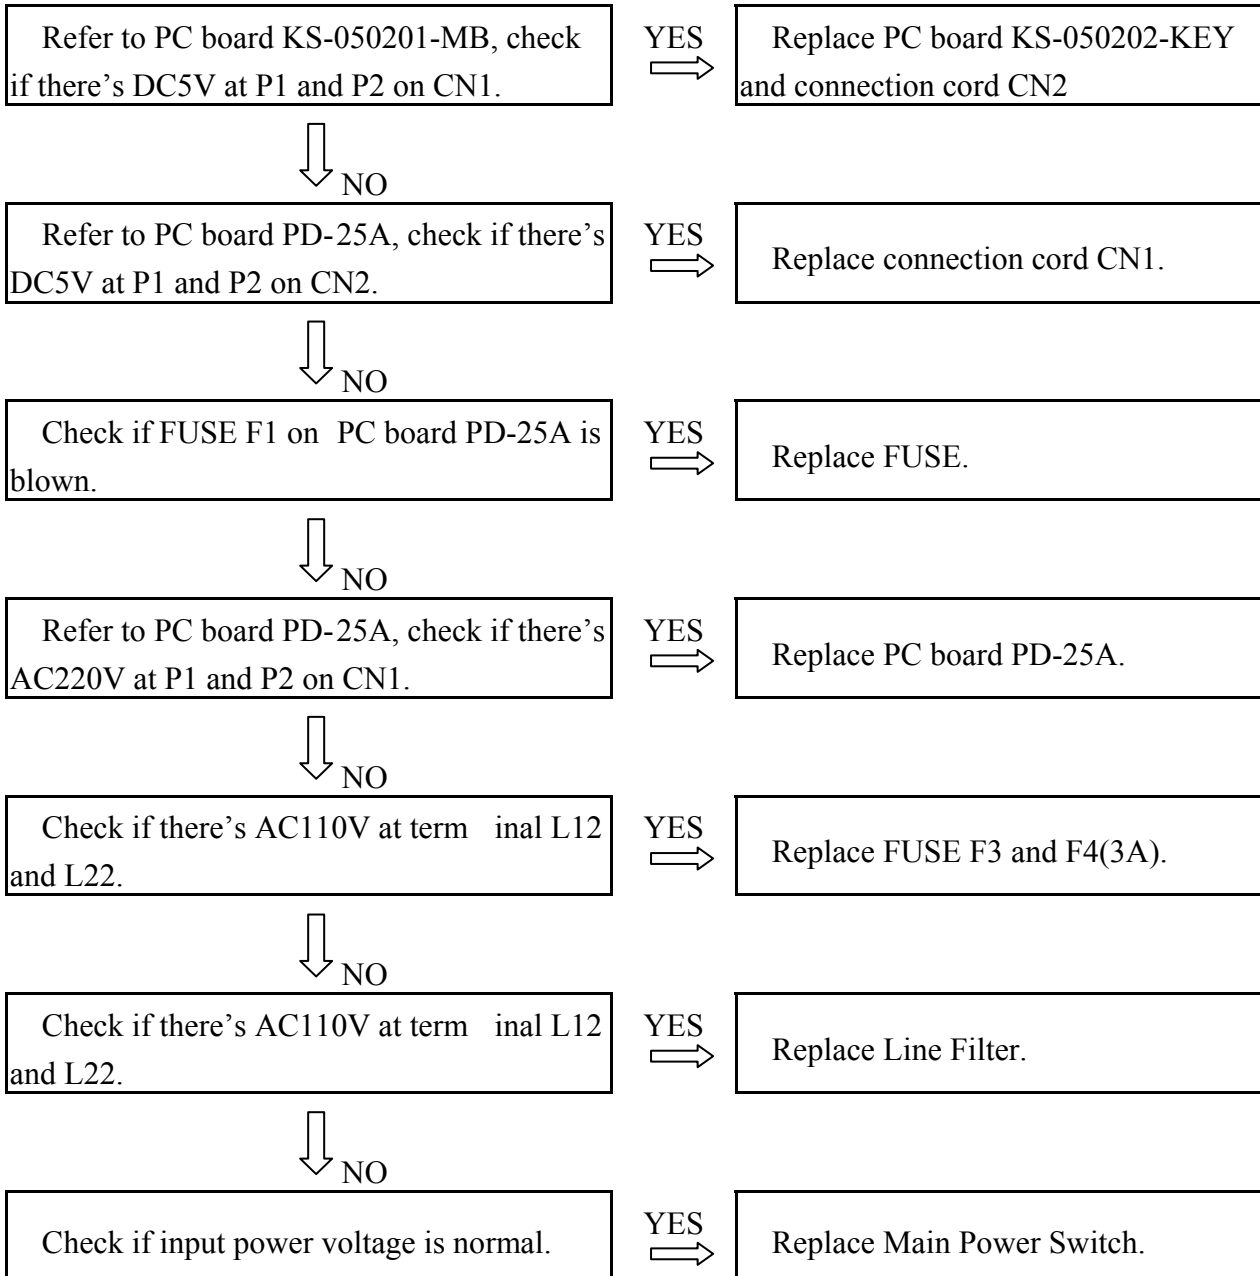 Refer to PC board KS-050201-MB, check
if there's DC5V at P1 and P2 on CN1.
YES
Replace PC board KS-050202-KEY
and connection cord CN2
NO
Refer to PC board PD-25A, check if there's
DC5V at P1 and P2 on CN2.
YES
Replace connection cord CN1.
NO
Check if FUSE F1 on PC board PD-25A is
blown.
YES
Replace FUSE.
NO
Refer to PC board PD-25A, check if there's
AC220V at P1 and P2 on CN1.
YES
Replace PC board PD-25A.
NO
Check if there's AC110V at term inal L12
and L22.
YES
Replace FUSE F3 and F4(3A).
NO
Check if there's AC110V at term inal L12
and L22.
YES
Replace Line Filter.
NO
Check if input power voltage is normal.
YES
Replace Main Power Switch.